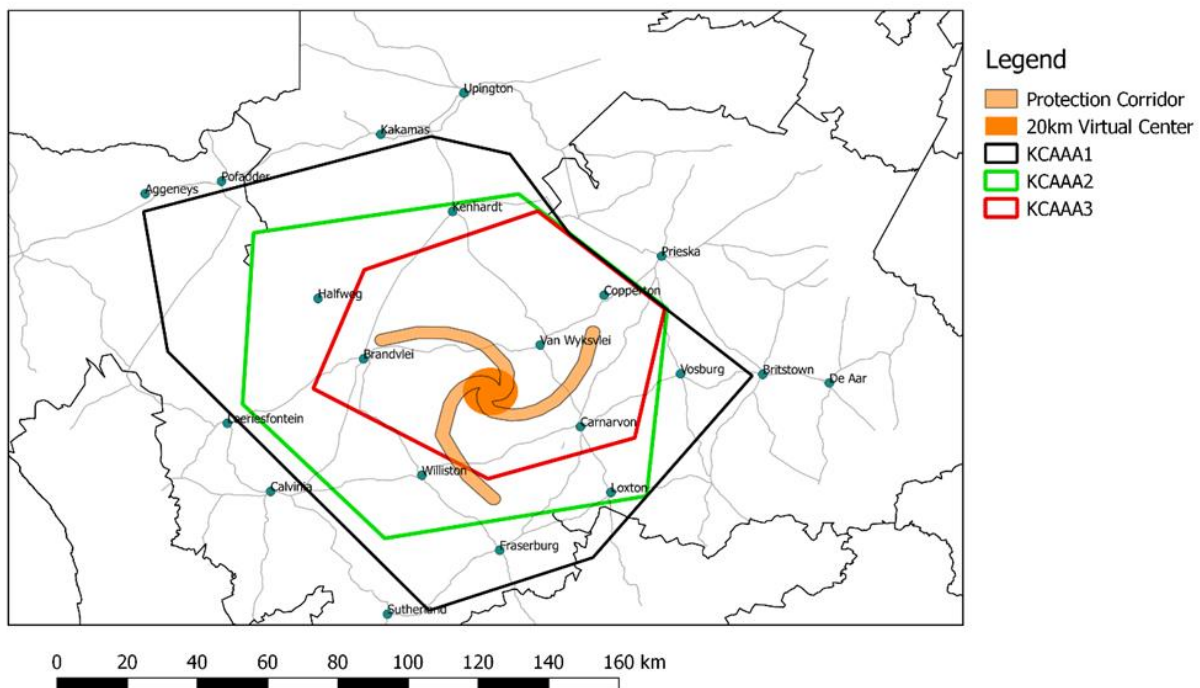 Legend
Protection Corridor
20km Virtual Center
KCAAA1
KCAAA2
KCAAA3
Upington
Kakamas
Pofadder
Aggeneys
Kenhardt
Prieska
Halfweg
Copperton
Van Wyksvlei
Brandvlei
Vosburg
Britstown
De Aar
Loeriesfontein
Carnarvon
Williston
Calvinia
Loxton
Fraserburg
Sutherland
0 20 40 60 80 100 120 140 160 km